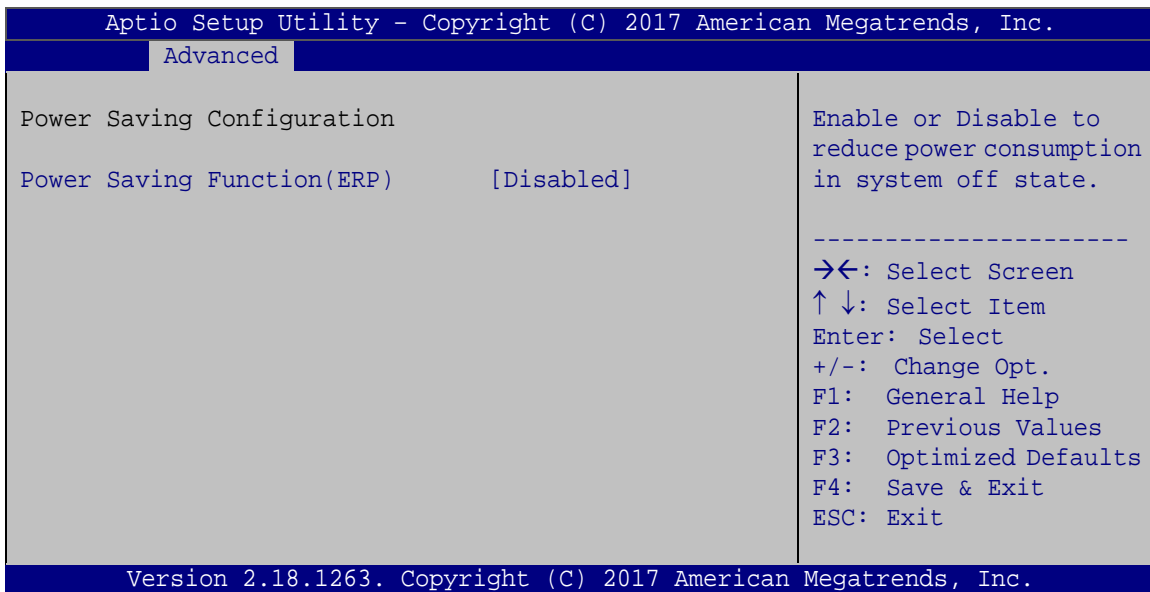 Aptio Setup Utility – Copyright (C) 2017 American Megatrends, Inc.
Advanced
Power Saving Configuration
Power Saving Function(ERP) [Disabled]
Enable or Disable to
reduce power consumption
in system off state.
----------------------
→←: Select Screen
↑ ↓: Select Item
Enter: Select
+/-: Change Opt.
F1: General Help
F2: Previous Values
F3: Optimized Defaults
F4: Save & Exit
ESC: Exit
Version 2.18.1263. Copyright (C) 2017 American Megatrends, Inc.